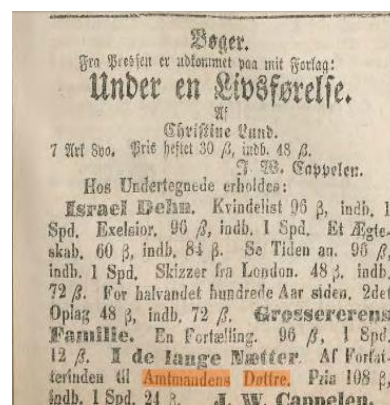 Bøger.
Fra Pressen er udkommet paa mit Forlag:
Under en Livsførelse.
Af
Christine Lund.
7 Ark 8vo. Pris heftet 30 β, indb. 48 β.
J. W. Cappelen.
Hos Undertegnede erholdes:
Israel Dehn. Kvindelist 96 β, indb. 1
Spd. Exelsior. 96 β, indb. 1 Spd. Et Ægte-
skab. 60 β, indb. 84 β. Se Tiden an. 96 β,
indb. 1 Spd. Skizzer fra London. 48 β, indb.
72 β. For halvandet hundrede Aar siden. 2det
Oplag 48 β, indb. 72 β. Grossererens
Familie. En Fortælling. 96 β, 1 Spd.
12 β. I de lange Nætter. Af Forfat-
terinden til Amtmandens Døttre. Pris 108 β,
indb. 1 Spd. 24 β. J. W. Cappelen.